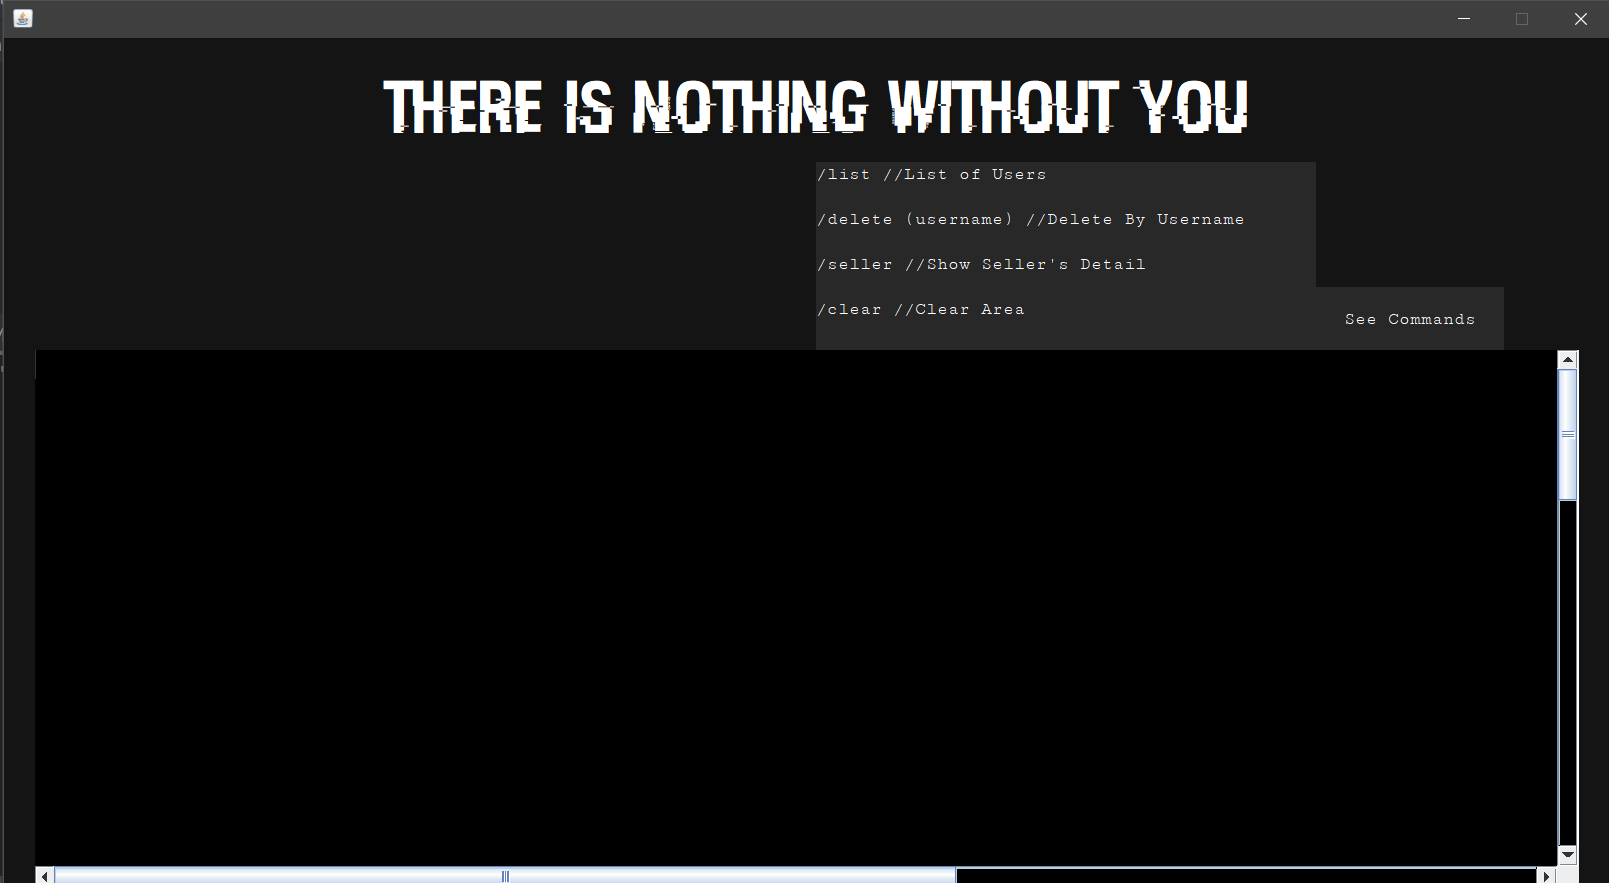 THERE IS NOTHING WITHOUT YOU
/list //List of Users
/delete (username) //Delete By Username
/seller //Show Seller's Detail
/clear //Clear Area
See Commands